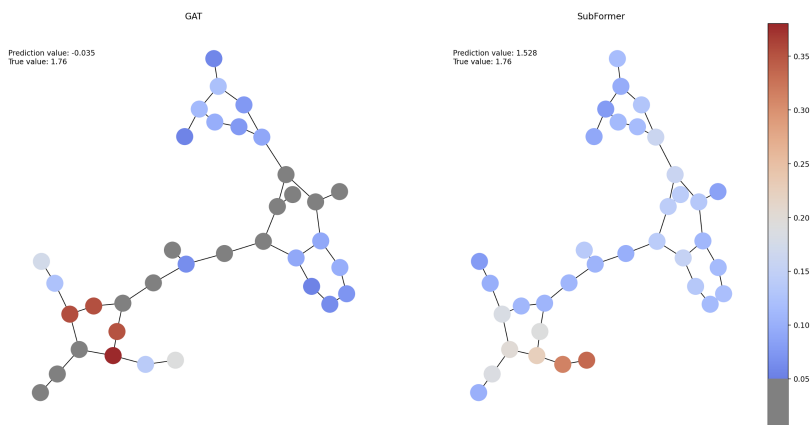 GAT
Prediction value: -0.035
True value: 1.76
SubFormer
Prediction value: 1.528
True value: 1.76
0.35
0.30
0.25
0.20
0.15
0.10
0.05